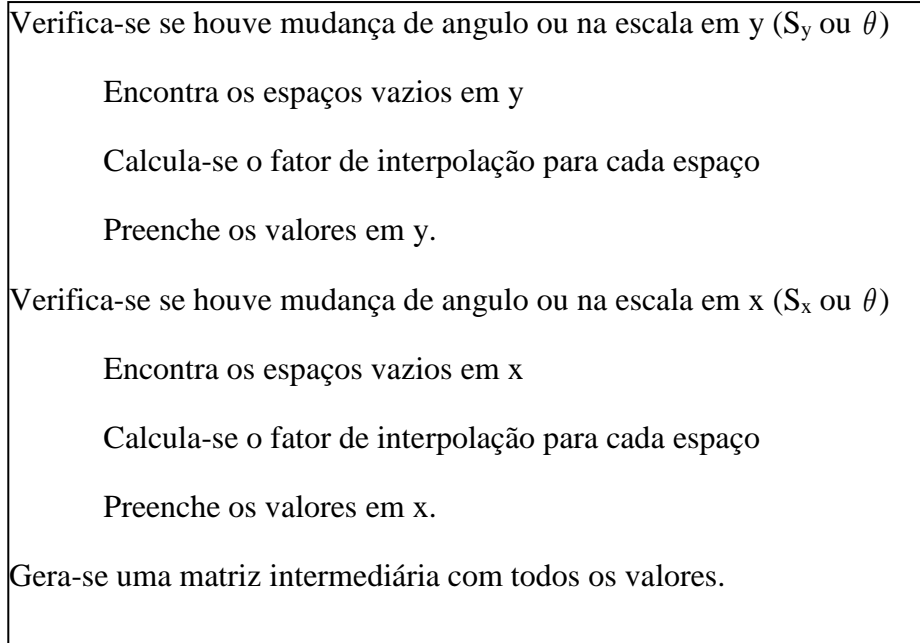 Verifica-se se houve mudança de angulo ou na escala em y (Sy ou θ)
Encontra os espaços vazios em y
Calcula-se o fator de interpolação para cada espaço
Preenche os valores em y.
Verifica-se se houve mudança de angulo ou na escala em x (Sx ou θ)
Encontra os espaços vazios em x
Calcula-se o fator de interpolação para cada espaço
Preenche os valores em x.
Gera-se uma matriz intermediária com todos os valores.